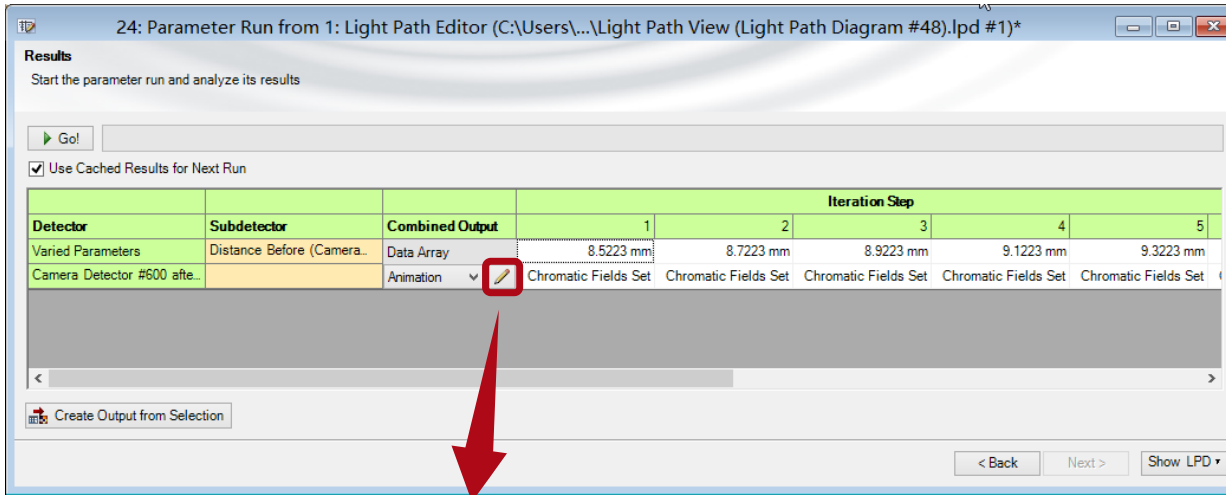 24: Parameter Run from 1: Light Path Editor (C:\Users\...\Light Path View (Light Path Diagram #48).lpd #1)*
Results
Start the parameter run and analyze its results
Go!
Use Cached Results for Next Run
Iteration Step
Detector Subdetector Combined Output 1 2 3 4 5
Varied Parameters Distance Before (Camera... Data Array 8.5223 mm 8.7223 mm 8.9223 mm 9.1223 mm 9.3223 mm
Camera Detector #600 afte... Animation Chromatic Fields Set Chromatic Fields Set Chromatic Fields Set Chromatic Fields Set Chromatic Fields Set
Create Output from Selection
< Back Next > Show LPD